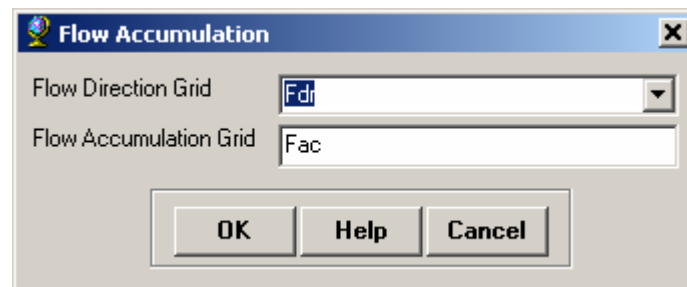 Flow Accumulation
Flow Direction Grid Fdr
Flow Accumulation Grid Fac
OK Help Cancel